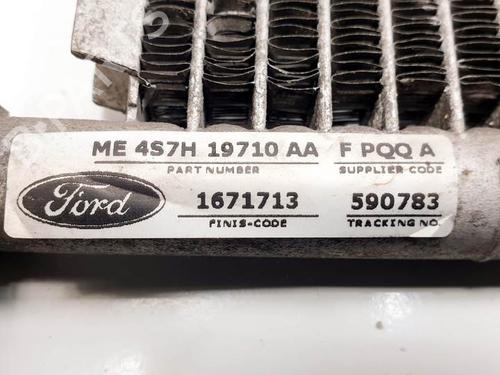 ME 4S7H 19710 AA F PQQ A
PART NUMBER SUPPLIER CODE
Ford
1671713 590783
FINIS-CODE TRACKING NO.